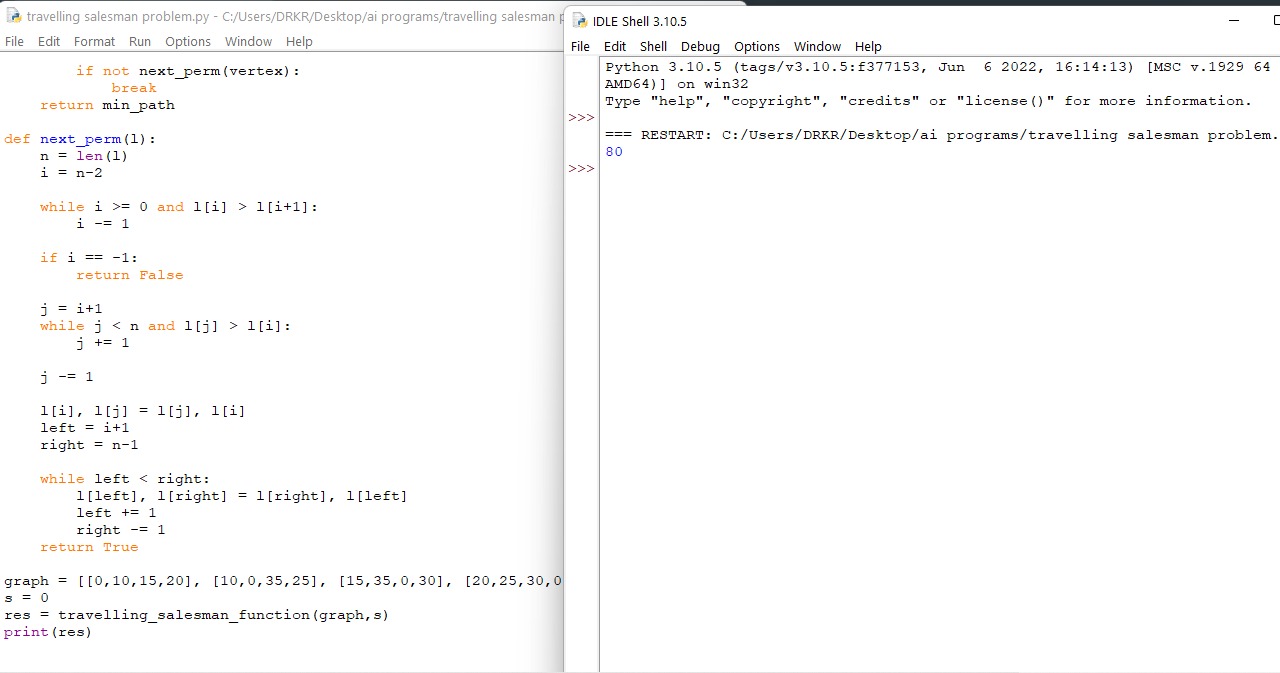 travelling salesman problem.py - C:/Users/DRKR/Desktop/ai programs/travelling salesman
File Edit Format Run Options Window Help
        if not next_perm(vertex):
            break
    return min_path
def next_perm(l):
    n = len(l)
    i = n-2
    while i >= 0 and l[i] > l[i+1]:
        i -= 1
    if i == -1:
        return False
    j = i+1
    while j < n and l[j] > l[i]:
        j += 1
    j -= 1
    l[i], l[j] = l[j], l[i]
    left = i+1
    right = n-1
    while left < right:
        l[left], l[right] = l[right], l[left]
        left += 1
        right -= 1
    return True
graph = [[0,10,15,20], [10,0,35,25], [15,35,0,30], [20,25,30,0
s = 0
res = travelling_salesman_function(graph,s)
print(res)
IDLE Shell 3.10.5
File Edit Shell Debug Options Window Help
Python 3.10.5 (tags/v3.10.5:f377153, Jun  6 2022, 16:14:13) [MSC v.1929 64
AMD64)] on win32
Type "help", "copyright", "credits" or "license()" for more information.
>>>
=== RESTART: C:/Users/DRKR/Desktop/ai programs/travelling salesman problem.
80
>>>